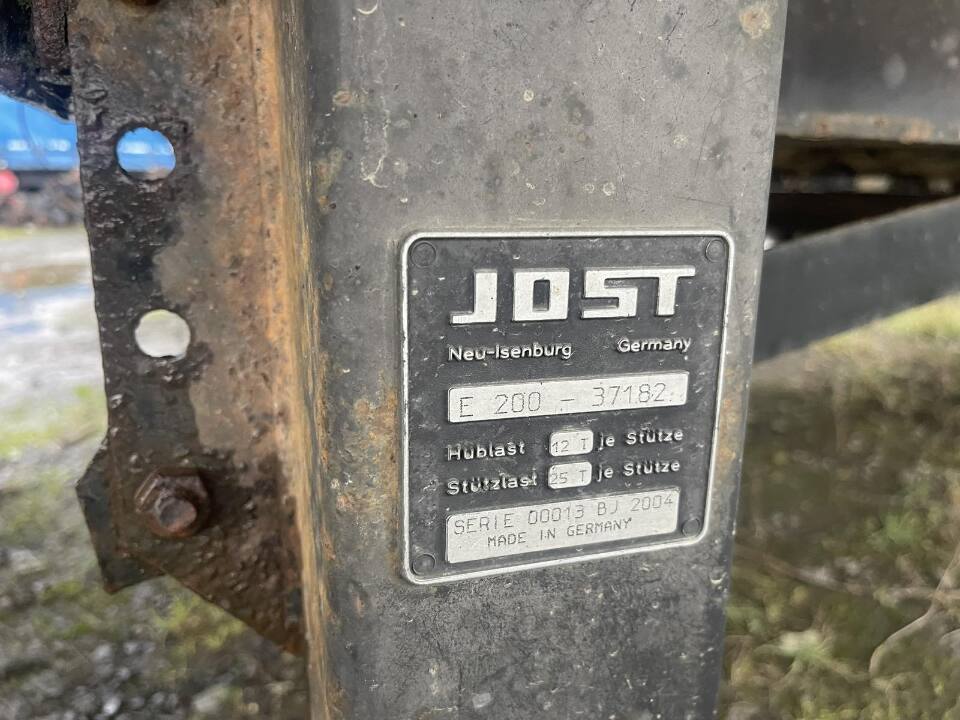 JOST
Neu-Isenburg Germany
E 200 - 37182
Hublast 12 T je Stütze
Stützlast 25 T je Stütze
SERIE 00013 BJ 2004
MADE IN GERMANY